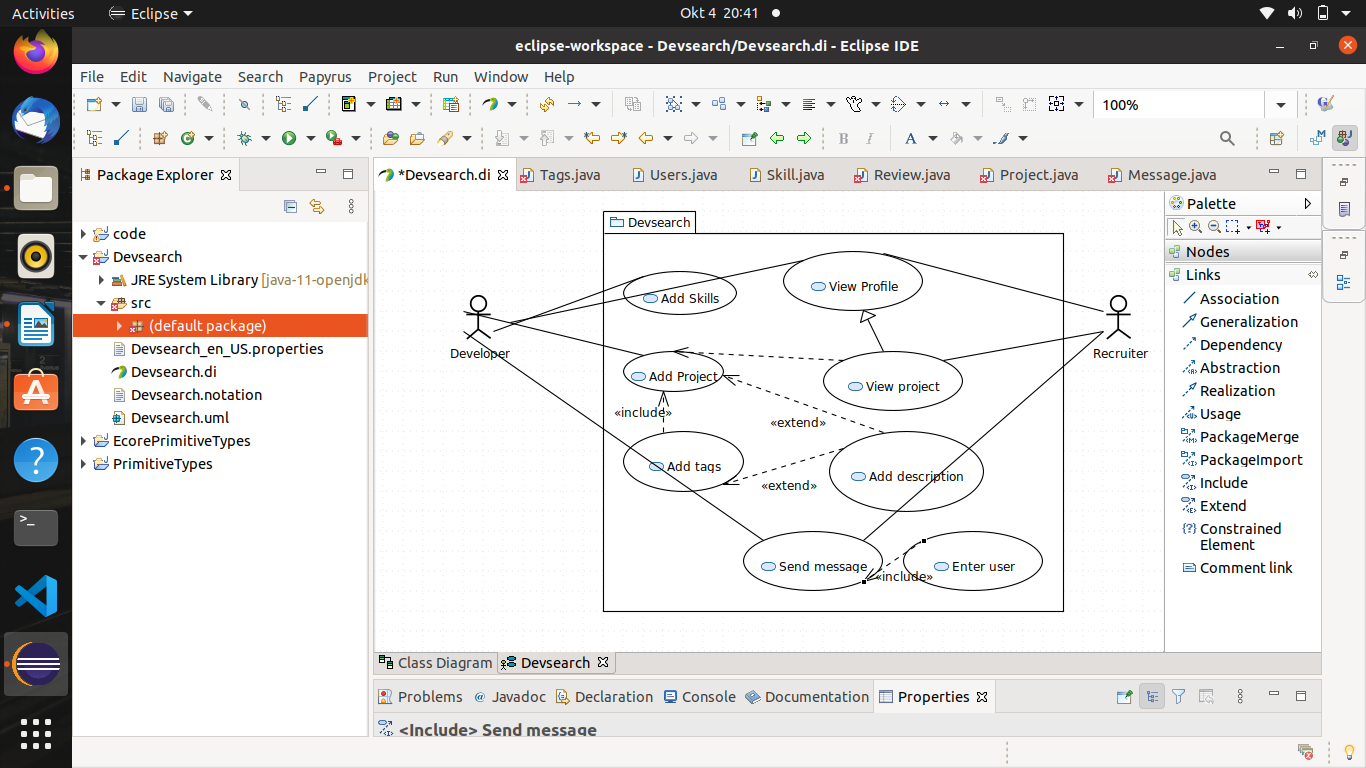 Activities Eclipse Okt 4 20:41
eclipse-workspace - Devsearch/Devsearch.di - Eclipse IDE
File Edit Navigate Search Papyrus Project Run Window Help
100%
B I A
Package Explorer
code
Devsearch
JRE System Library [java-11-openjdk
src
(default package)
Devsearch_en_US.properties
Devsearch.di
Devsearch.notation
Devsearch.uml
EcorePrimitiveTypes
PrimitiveTypes
*Devsearch.di Tags.java Users.java Skill.java Review.java Project.java Message.java
Devsearch
Add Skills
View Profile
Developer
Recruiter
Add Project
View project
«include»
«extend»
Add tags
Add description
«extend»
Send message
Enter user
«include»
Palette
Nodes
Links
Association
Generalization
Dependency
Abstraction
Realization
Usage
PackageMerge
PackageImport
Include
Extend
Constrained
Element
Comment link
Class Diagram Devsearch
Problems Javadoc Declaration Console Documentation Properties
<Include> Send message